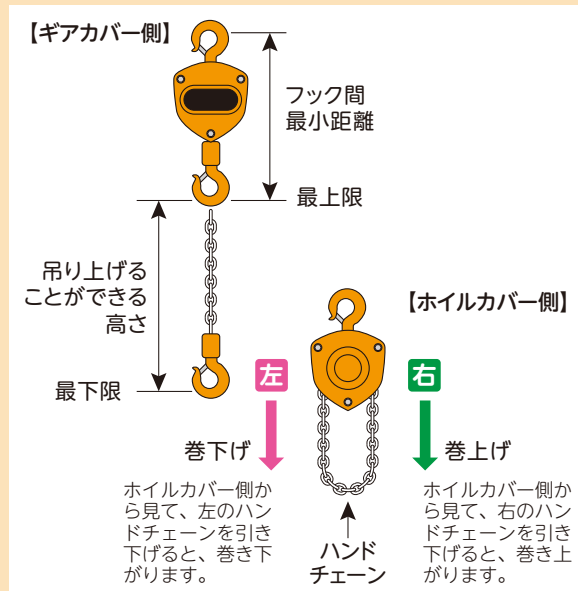 【ギアカバー側】
フック間
最小距離
最上限
吊り上げる
ことができる
高さ
最下限
【ホイルカバー側】
左
右
巻下げ
巻上げ
ホイルカバー側か
ら見て、左のハン
ドチェーンを引き
下げると、巻き下
がります。
ハンド
チェーン
ホイルカバー側か
ら見て、右のハン
ドチェーンを引き
下げると、巻き上
がります。